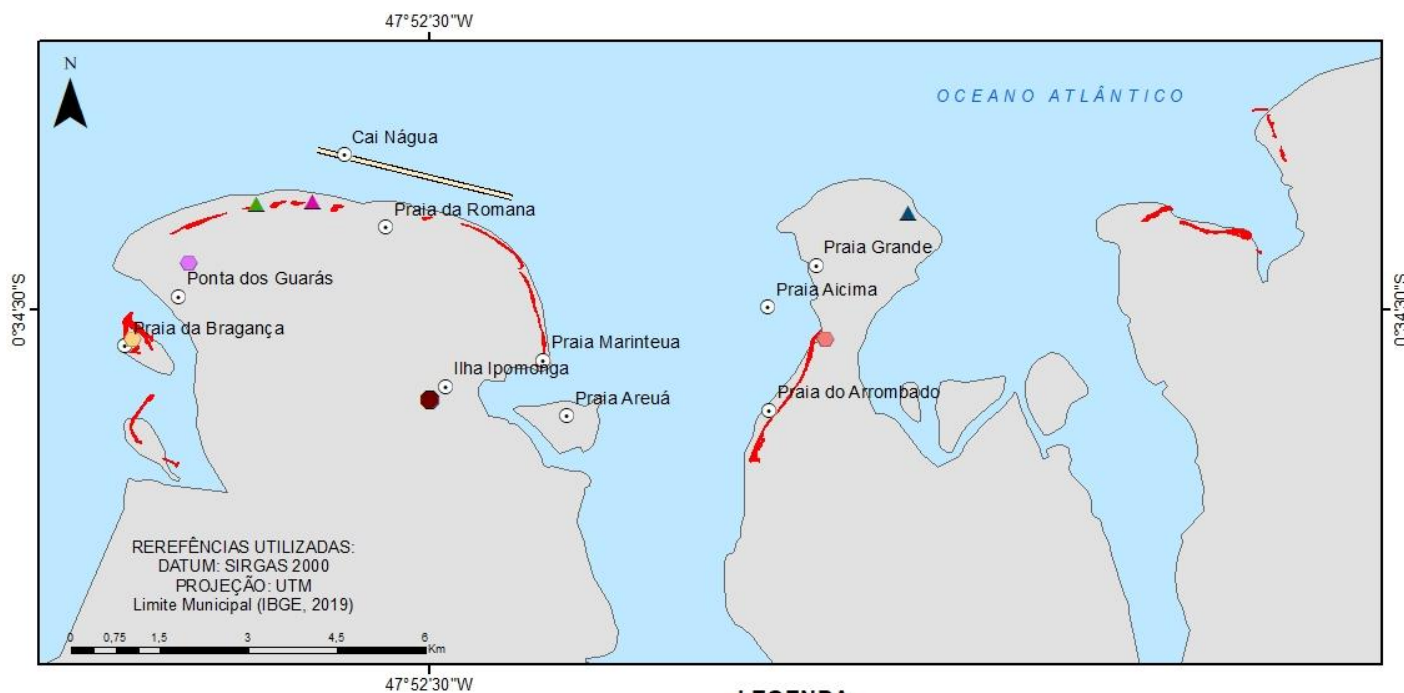 47°52'30"W
N
OCEANO ATLÂNTICO
Cai Nágua
Praia da Romana
Praia Grande
Ponta dos Guarás
Praia Aicima
0°34'30"S
0°34'30"S
Praia da Bragança
Praia Marinteua
Ilha Ipomonga
Praia Areuá
Praia do Arrombado
REREFÊNCIAS UTILIZADAS:
DATUM: SIRGAS 2000
PROJEÇÃO: UTM
Limite Municipal (IBGE, 2019)
0 0,75 1,5 3 4,5 6
Km
47°52'30"W
LEGENDA